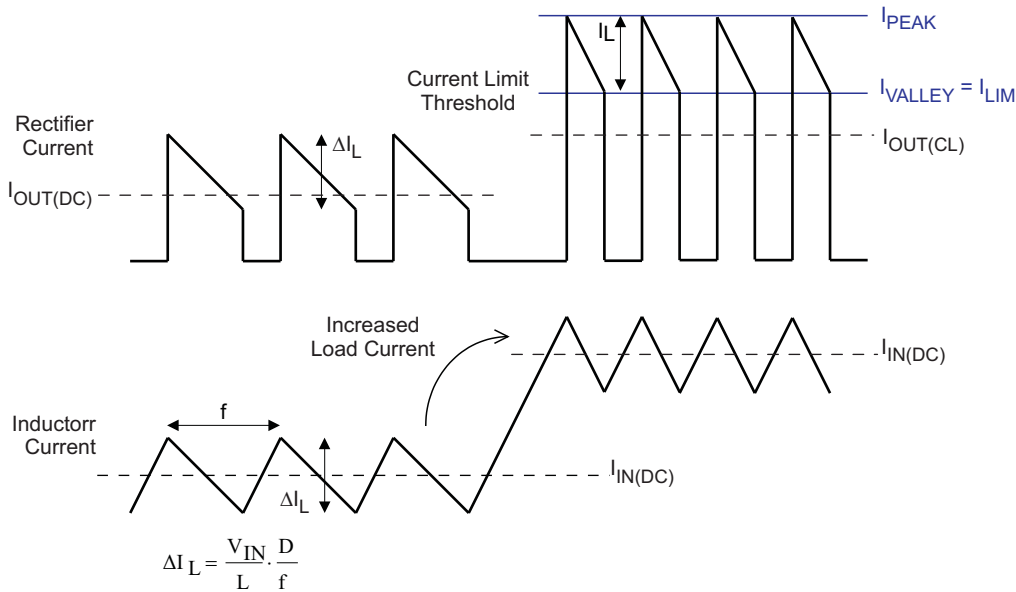 I_PEAK
I_L
Current Limit
Threshold
I_VALLEY = I_LIM
I_OUT(CL)
Rectifier
Current
ΔI_L
I_OUT(DC)
Increased
Load Current
I_IN(DC)
f
Inductorr
Current
I_IN(DC)
ΔI_L
ΔI_L = V_IN/L · D/f